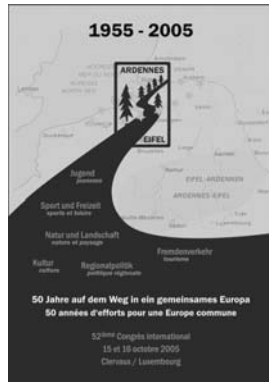 1955 - 2005
ARDENNES
EIFEL
EIFEL-ARDENNEN
ARDENNES-EIFEL
Jugend
jeunesse
Sport und Freizeit
sports et loisirs
Natur und Landschaft
nature et paysage
Fremdenverkehr
tourisme
Kultur
culture
Regionalpolitik
politique régionale
50 Jahre auf dem Weg in ein gemeinsames Europa
50 années d'efforts pour une Europe commune
52ième Congrès international
15 et 16 octobre 2005
Clervaux / Luxembourg